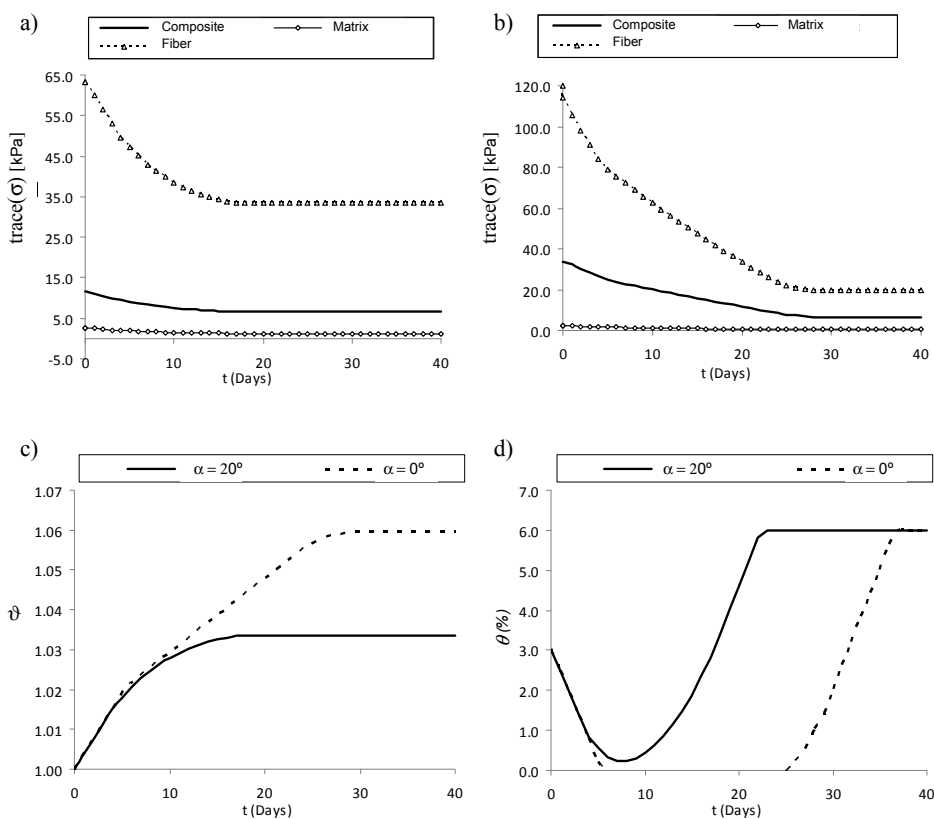 a)
Composite
Matrix
Fiber
65.0
55.0
45.0
35.0
25.0
15.0
5.0
-5.0
trace(σ) [kPa]
0 10 20 30 40
t (Days)
b)
Composite
Matrix
Fiber
120.0
100.0
80.0
60.0
40.0
20.0
0.0
trace(σ) [kPa]
0 10 20 30 40
t (Days)
c)
α = 20º
α = 0º
1.07
1.06
1.05
1.04
1.03
1.02
1.01
1.00
ϑ
0 10 20 30 40
t (Days)
d)
α = 20º
α = 0º
7.0
6.0
5.0
4.0
3.0
2.0
1.0
0.0
θ (%)
0 10 20 30 40
t (Days)